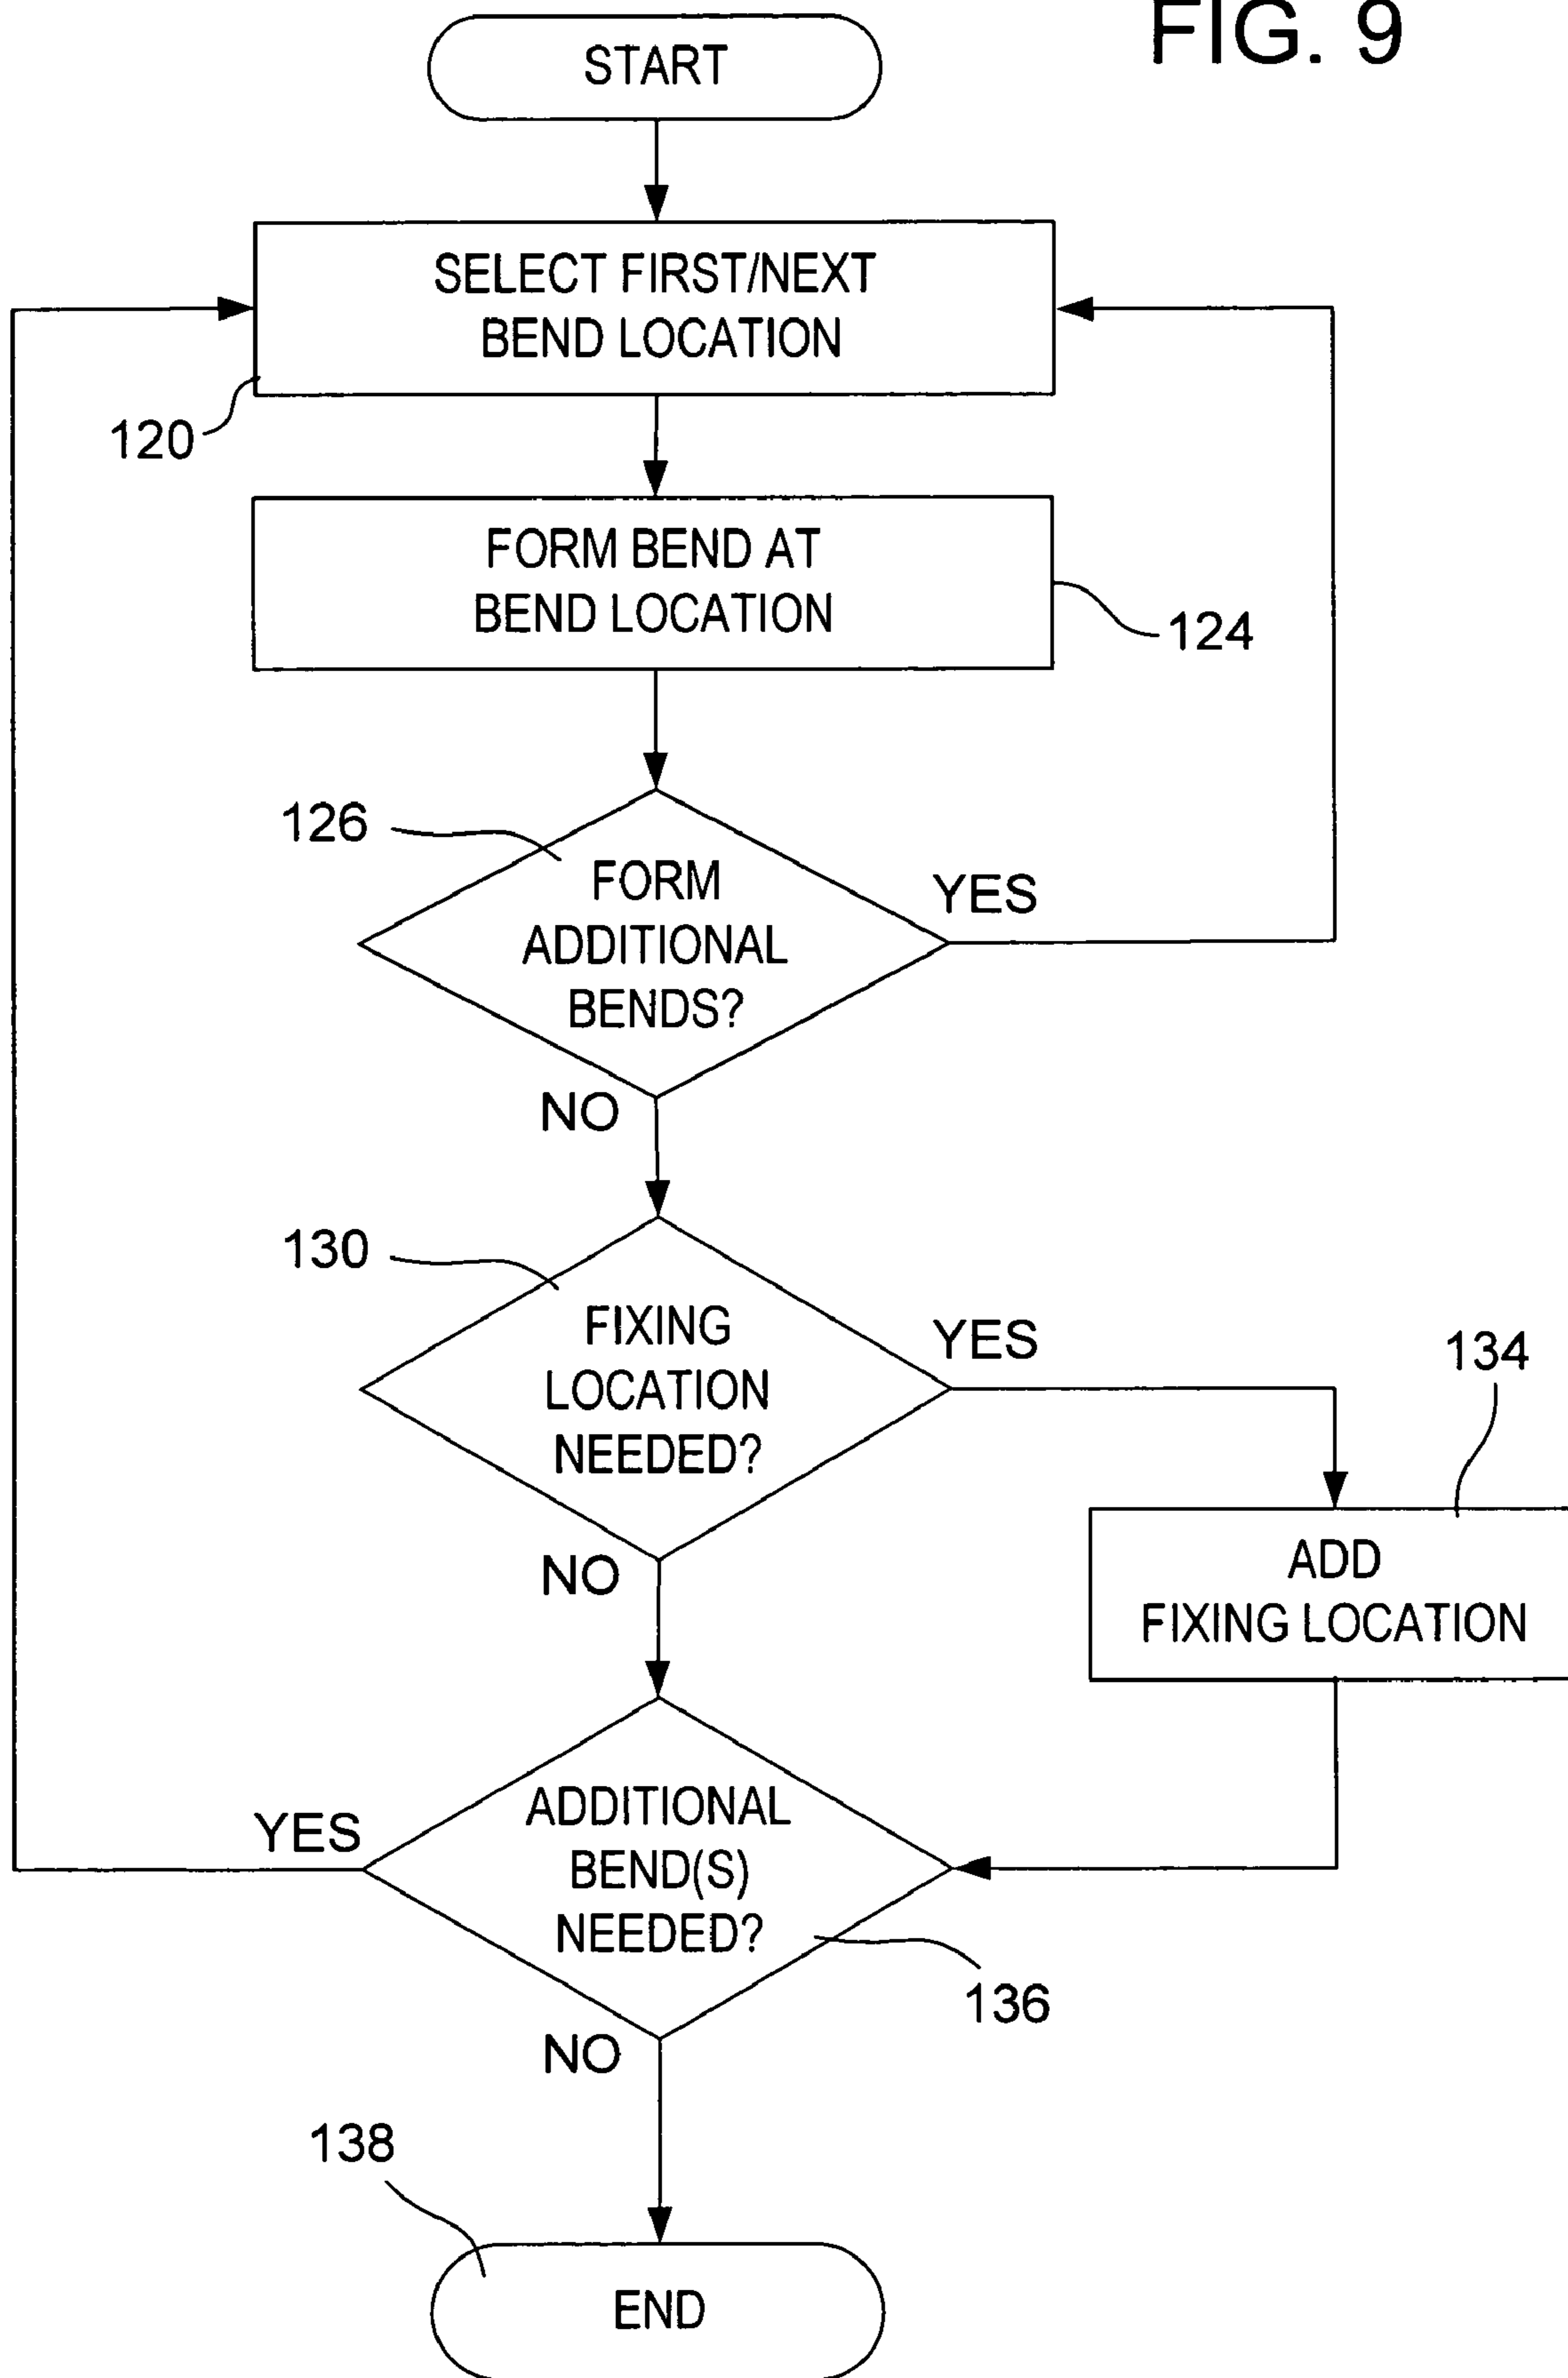 FIG. 9
START
SELECT FIRST/NEXT
BEND LOCATION
120
FORM BEND AT
BEND LOCATION
124
126
FORM
ADDITIONAL
BENDS?
YES
NO
130
FIXING
LOCATION
NEEDED?
YES
134
NO
ADD
FIXING LOCATION
ADDITIONAL
BEND(S)
NEEDED?
YES
136
NO
138
END